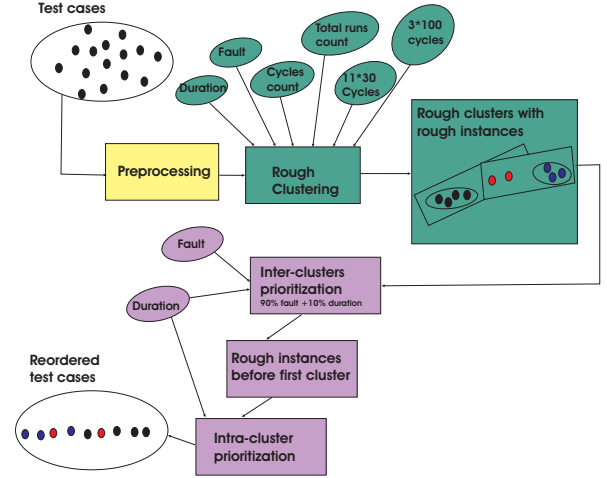 Test cases
Total runs
count
3*100
cycles
Fault
Cycles
count
11*30
Cycles
Duration
Rough clusters with
rough instances
Preprocessing
Rough
Clustering
Fault
Inter-clusters
prioritization
90% fault +10% duration
Duration
Rough instances
before first cluster
Reordered
test cases
Intra-cluster
prioritization